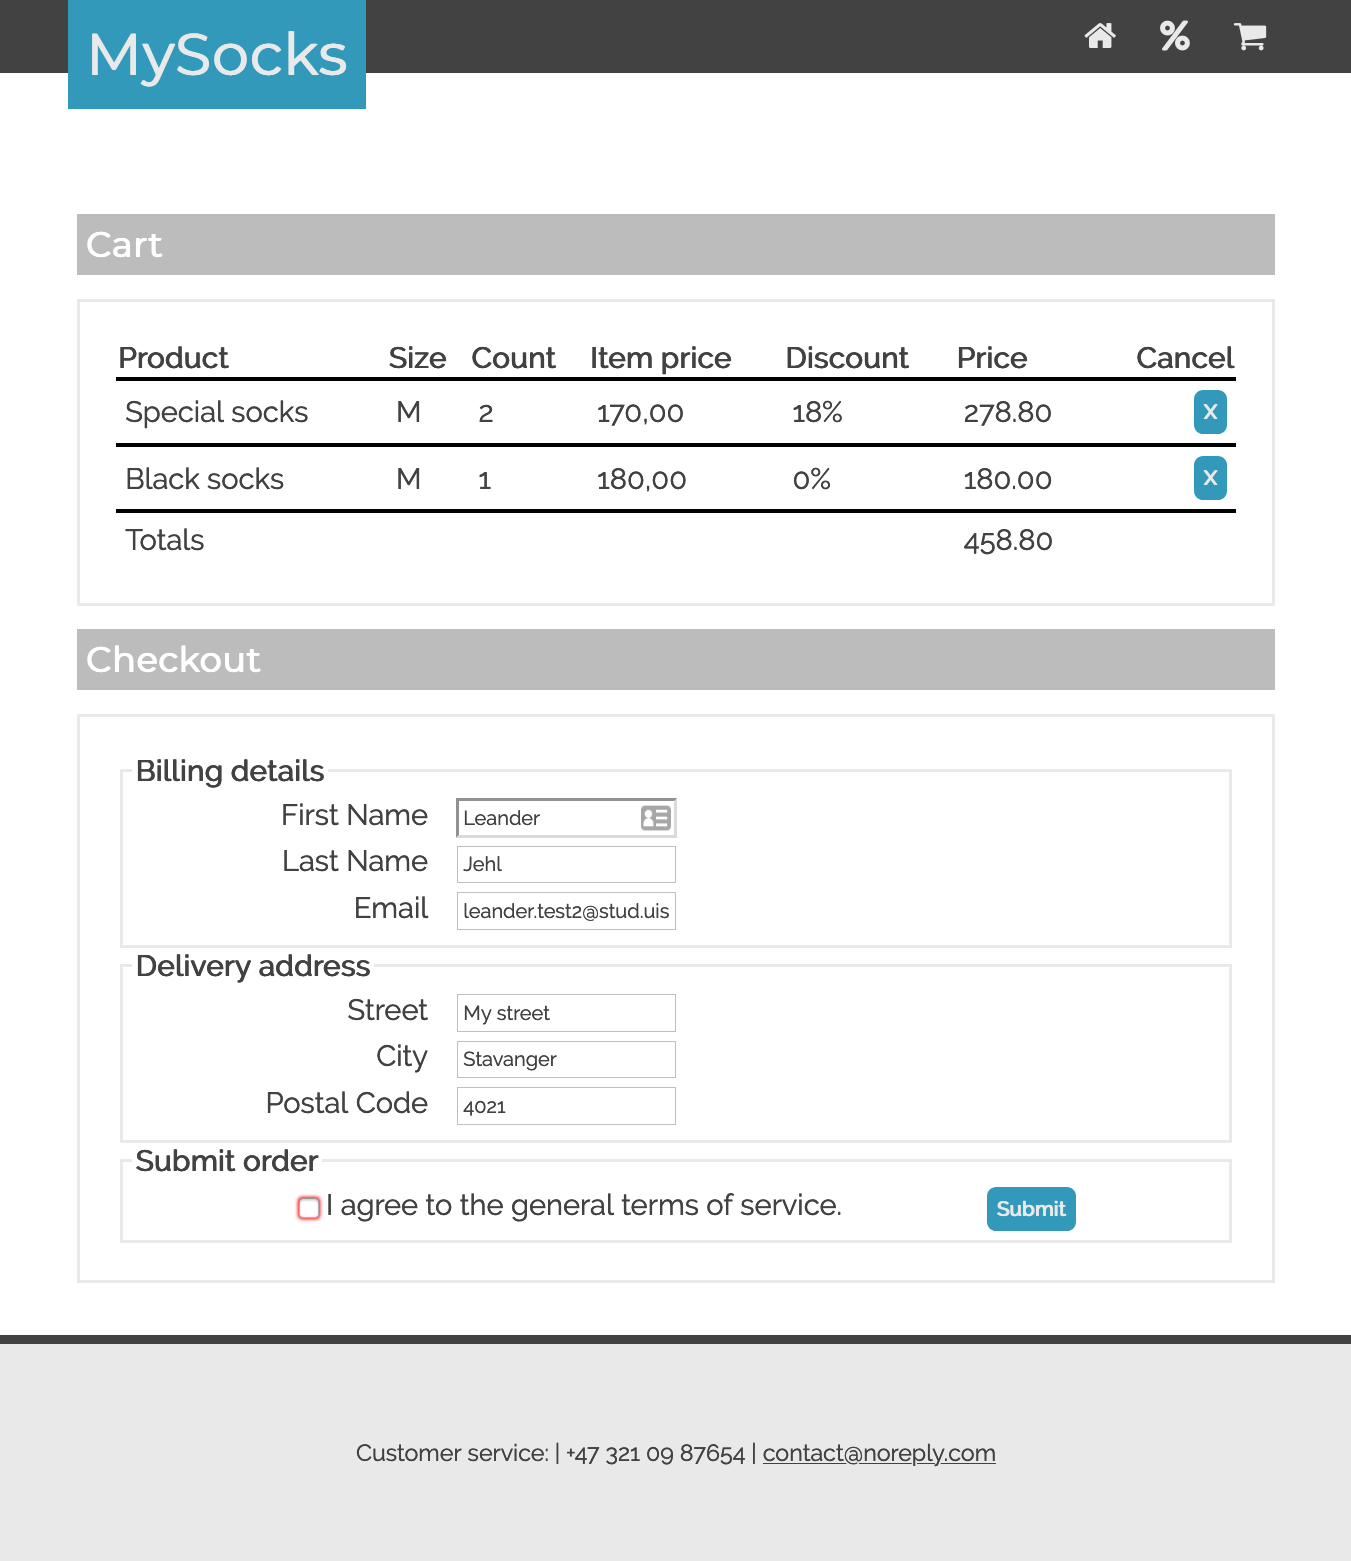 MySocks
Cart
Product Size Count Item price Discount Price Cancel
Special socks M 2 170,00 18% 278.80 X
Black socks M 1 180,00 0% 180.00 X
Totals 458.80
Checkout
Billing details
First Name Leander
Last Name Jehl
Email leander.test2@stud.uis
Delivery address
Street My street
City Stavanger
Postal Code 4021
Submit order
I agree to the general terms of service. Submit
Customer service: | +47 321 09 87654 | contact@noreply.com